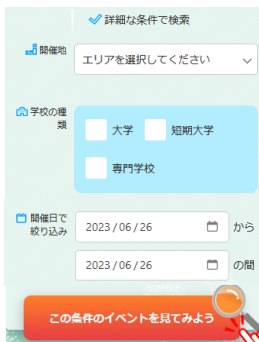 詳細な条件で検索
開催地
エリアを選択してください
学校の種
類
大学 短期大学
専門学校
開催日で
絞り込み
2023/06/26 から
2023/06/26 の間
この条件のイベントを見てみよう